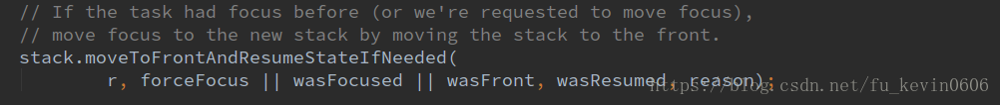 // If the task had focus before (or we're requested to move focus),
// move focus to the new stack by moving the stack to the front.
stack.moveToFrontAndResumeStateIfNeeded(
r, forceFocus || wasFocused || wasFront, wasResumed, reason);
https://blog.csdn.net/fu_kevin0606